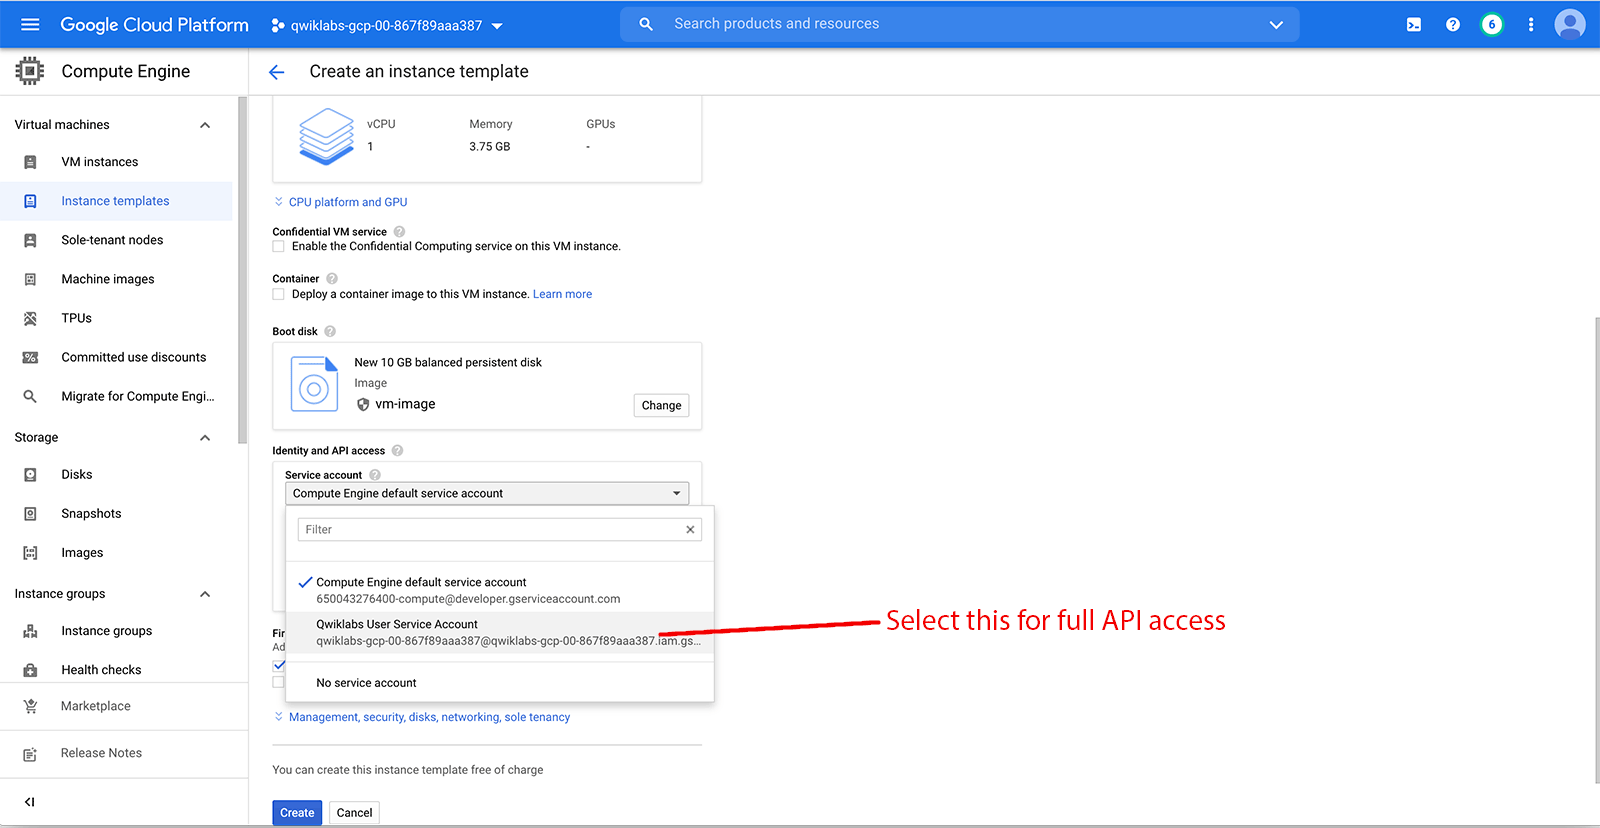 Google Cloud Platform
qwiklabs-gcp-00-867f89aaa387
Search products and resources
6
Compute Engine
Create an instance template
Virtual machines
VM instances
Instance templates
Sole-tenant nodes
Machine images
TPUs
Committed use discounts
Migrate for Compute Engi...
Storage
Disks
Snapshots
Images
Instance groups
Instance groups
Health checks
Marketplace
Release Notes
vCPU Memory GPUs
1 3.75 GB -
CPU platform and GPU
Confidential VM service
Enable the Confidential Computing service on this VM instance.
Container
Deploy a container image to this VM instance. Learn more
Boot disk
New 10 GB balanced persistent disk
Image
vm-image
Change
Identity and API access
Service account
Compute Engine default service account
Filter
Compute Engine default service account
650043276400-compute@developer.gserviceaccount.com
Qwiklabs User Service Account
qwiklabs-gcp-00-867f89aaa387@qwiklabs-gcp-00-867f89aaa387.iam.gs...
No service account
Select this for full API access
Fir
Ad
Management, security, disks, networking, sole tenancy
You can create this instance template free of charge
Create Cancel